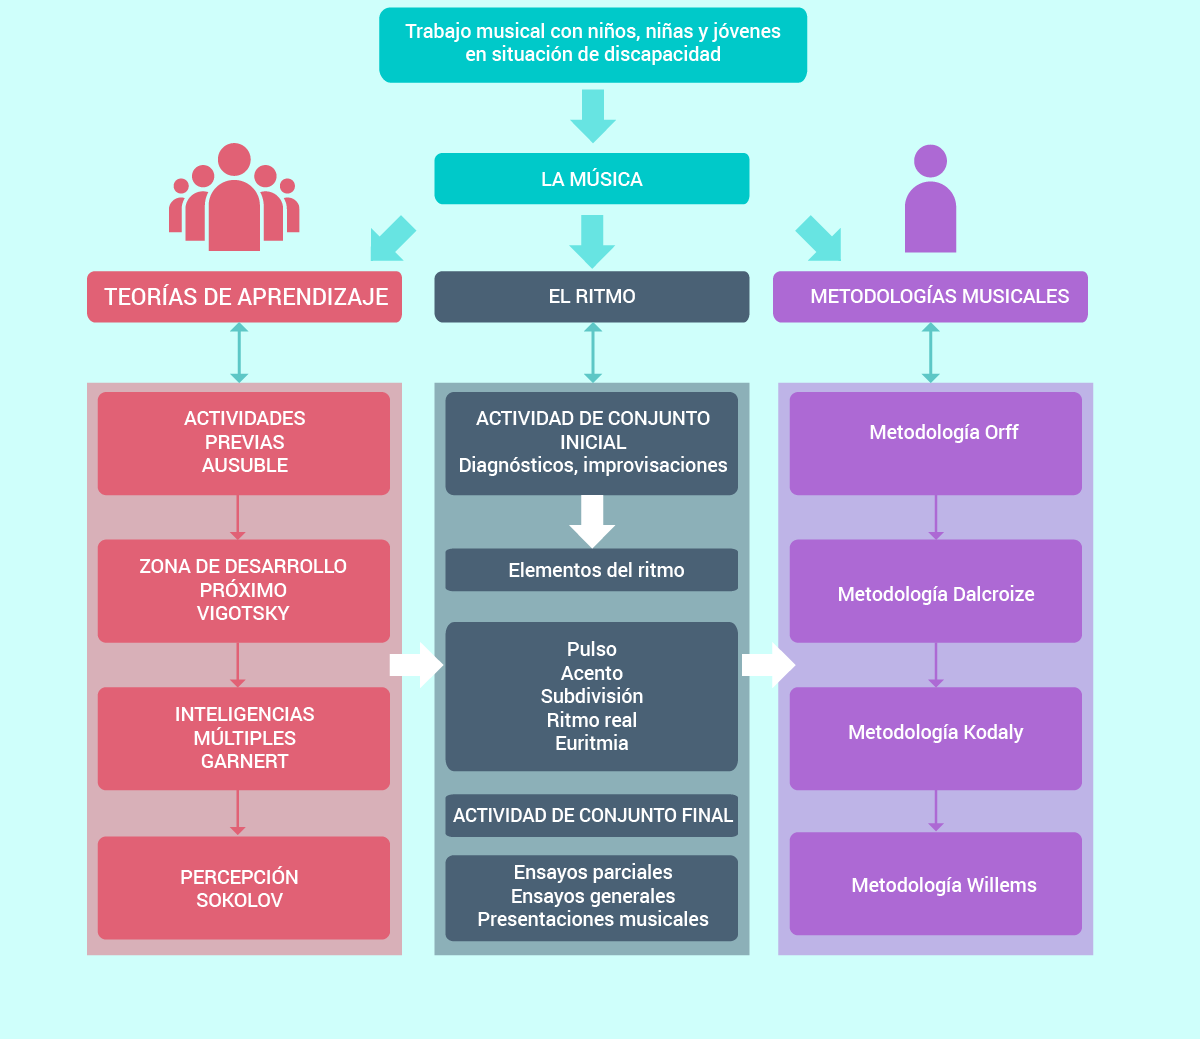 Trabajo musical con niños, niñas y jóvenes
en situación de discapacidad
LA MÚSICA
TEORÍAS DE APRENDIZAJE
EL RITMO
METODOLOGÍAS MUSICALES
ACTIVIDADES
PREVIAS
AUSUBLE
ZONA DE DESARROLLO
PRÓXIMO
VIGOTSKY
INTELIGENCIAS
MÚLTIPLES
GARNERT
PERCEPCIÓN
SOKOLOV
ACTIVIDAD DE CONJUNTO
INICIAL
Diagnósticos, improvisaciones
Elementos del ritmo
Pulso
Acento
Subdivisión
Ritmo real
Euritmia
ACTIVIDAD DE CONJUNTO FINAL
Ensayos parciales
Ensayos generales
Presentaciones musicales
Metodología Orff
Metodología Dalcroize
Metodología Kodaly
Metodología Willems